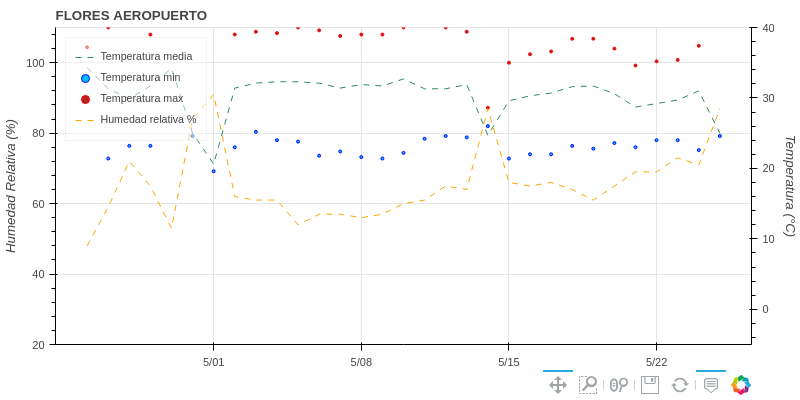 FLORES AEROPUERTO
Temperatura media
Temperatura min
Temperatura max
Humedad relativa %
Humedad Relativa (%)
100
80
60
40
20
Temperatura (°C)
40
30
20
10
0
5/01
5/08
5/15
5/22